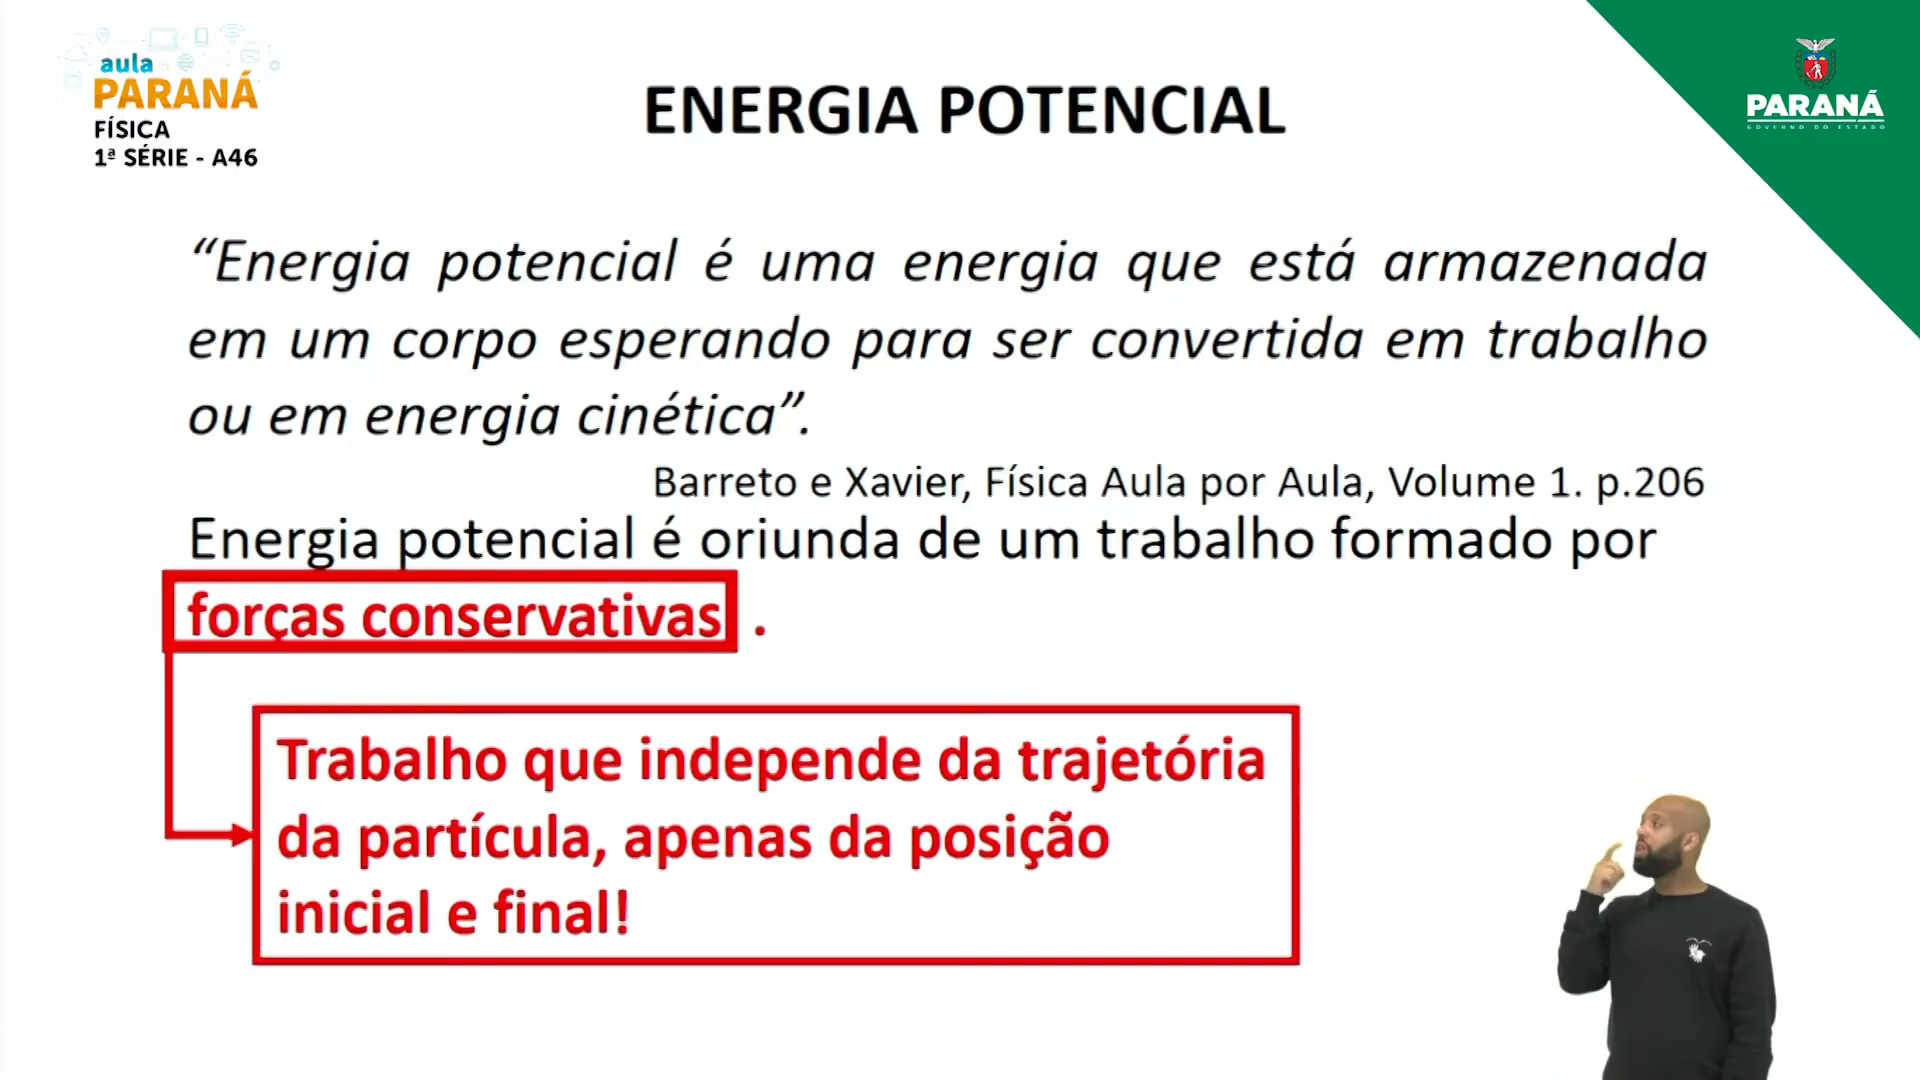 aula
PARANÁ
FÍSICA
1ª SÉRIE - A46
ENERGIA POTENCIAL
PARANÁ
GOVERNO DO ESTADO
“Energia potencial é uma energia que está armazenada
em um corpo esperando para ser convertida em trabalho
ou em energia cinética”.
Barreto e Xavier, Física Aula por Aula, Volume 1. p.206
Energia potencial é oriunda de um trabalho formado por
forças conservativas .
Trabalho que independe da trajetória
da partícula, apenas da posição
inicial e final!